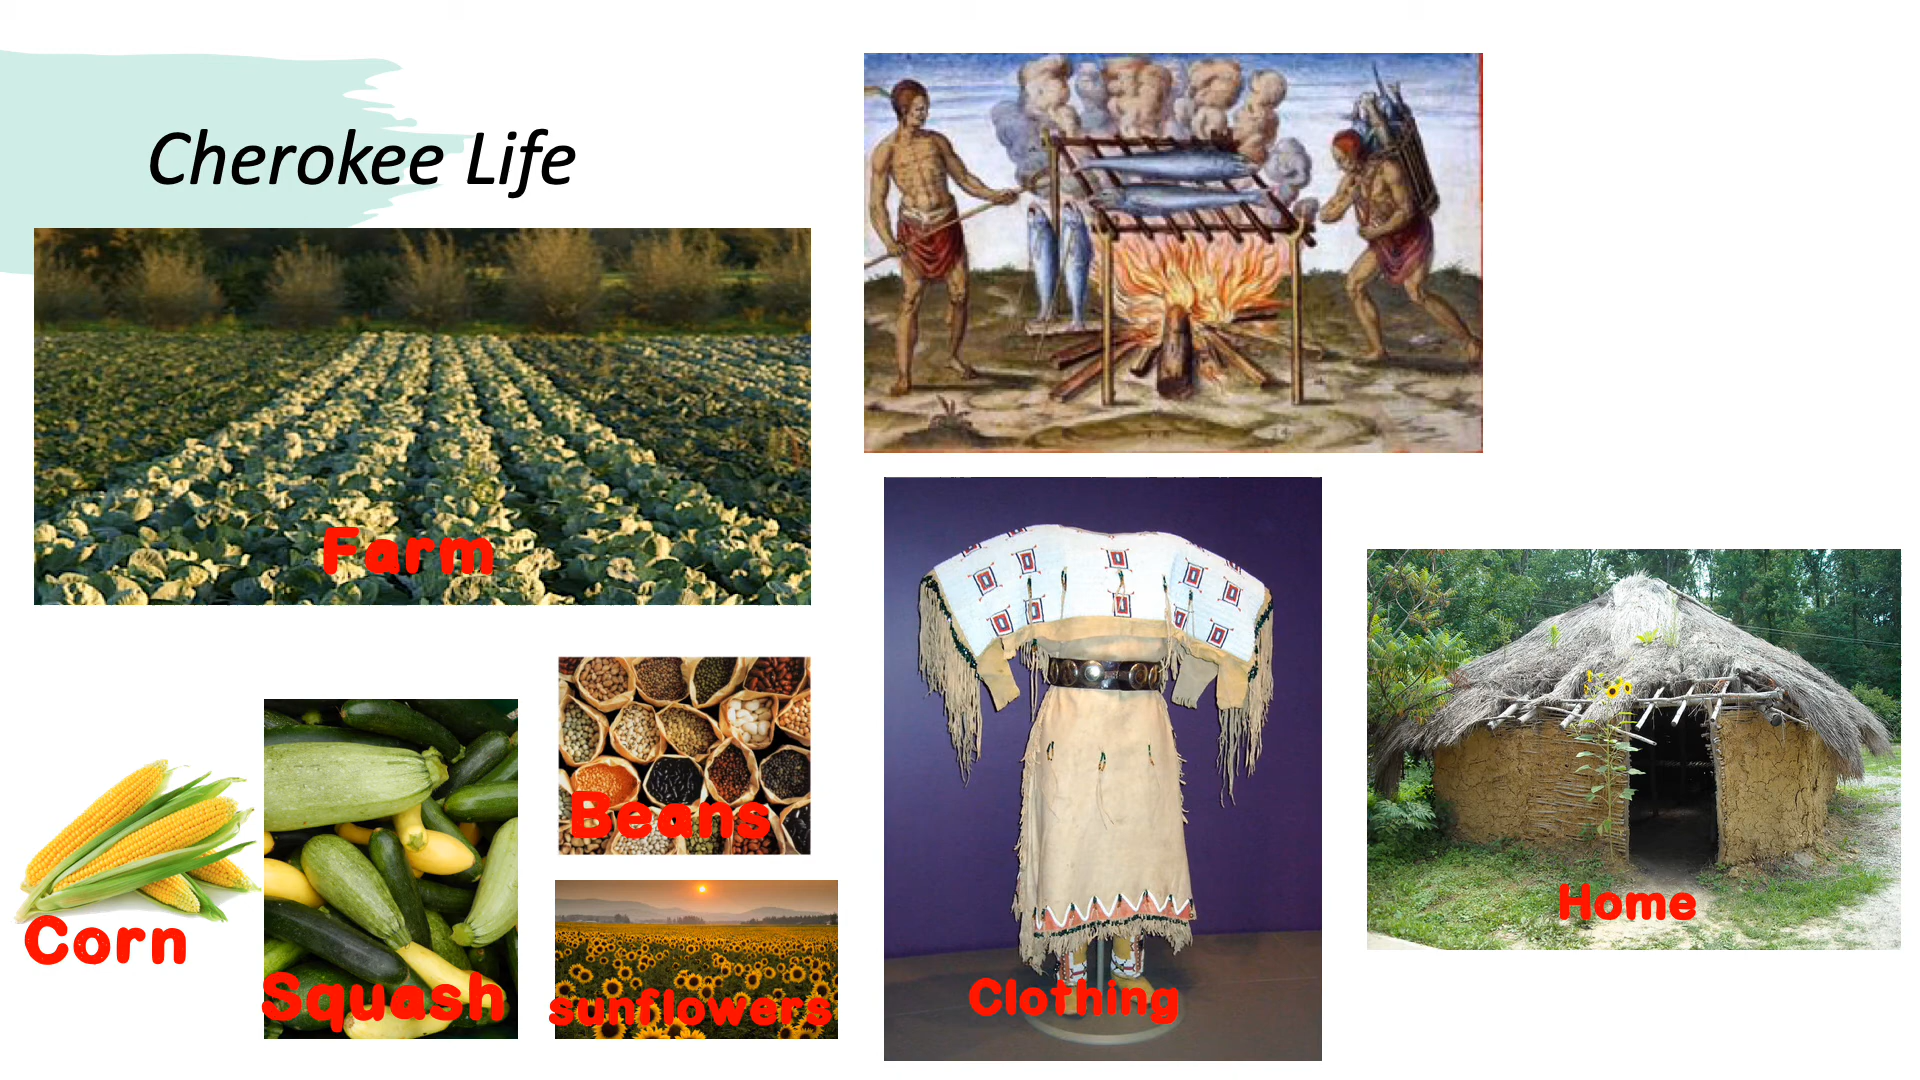 Cherokee Life
Farm
Corn
Squash
Beans
sunflowers
Clothing
Home